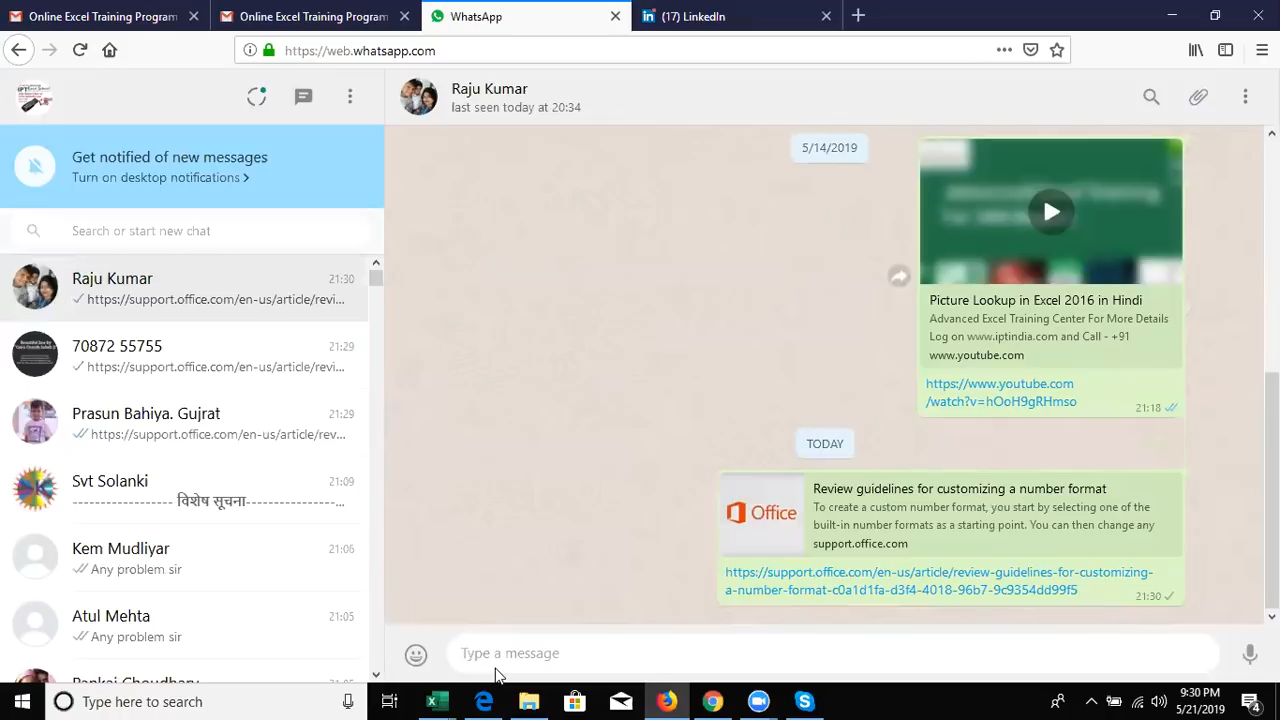 Online Excel Training Program
Online Excel Training Program
WhatsApp
(17) LinkedIn
https://web.whatsapp.com
Raju Kumar
last seen today at 20:34
Get notified of new messages
Turn on desktop notifications >
Search or start new chat
Raju Kumar 21:30
https://support.office.com/en-us/article/revi...
70872 55755 21:29
https://support.office.com/en-us/article/revi...
Prasun Bahiya. Gujrat 21:29
https://support.office.com/en-us/article/rev...
Svt Solanki 21:09
---------------- विशेष सूचना----------------...
Kem Mudliyar 21:06
Any problem sir
Atul Mehta 21:05
Any problem sir
Pankaj Choudhary
5/14/2019
Picture Lookup in Excel 2016 in Hindi
Advanced Excel Training Center For More Details
Log on www.iptindia.com and Call - +91
www.youtube.com
https://www.youtube.com
/watch?v=hOoH9gRHmso
21:18
TODAY
Office
Review guidelines for customizing a number format
To create a custom number format, you start by selecting one of the
built-in number formats as a starting point. You can then change any
support.office.com
https://support.office.com/en-us/article/review-guidelines-for-customizing-
a-number-format-c0a1d1fa-d3f4-4018-96b7-9c9354dd99f5
21:30
Type a message
Type here to search
9:30 PM
5/21/2019
4